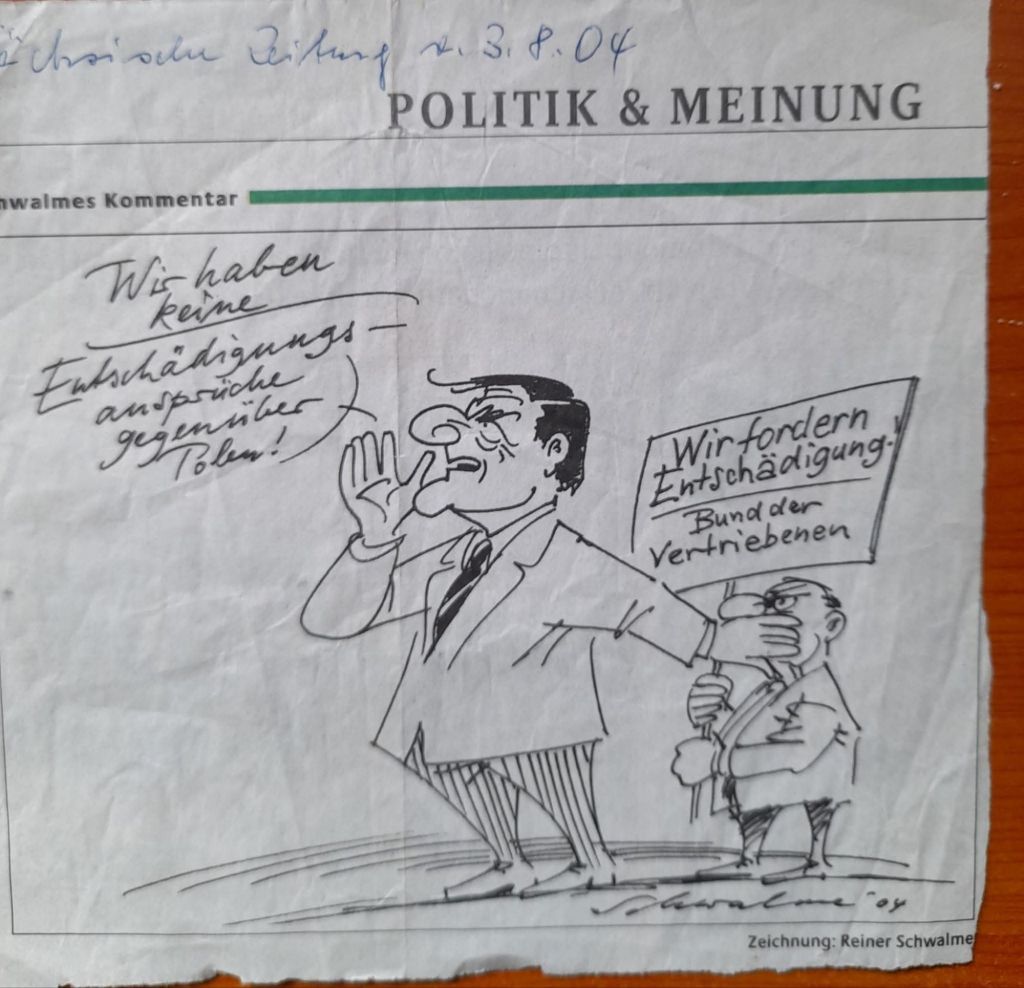 ächsische Zeitung v. 3.8.04
POLITIK & MEINUNG
hwalmes Kommentar
Wir haben
keine
Entschädigungs-
ansprüche
gegenüber
Polen!
Wir fordern
Entschädigung!
Bund der
Vertriebenen
Schwalme '04
Zeichnung: Reiner Schwalme